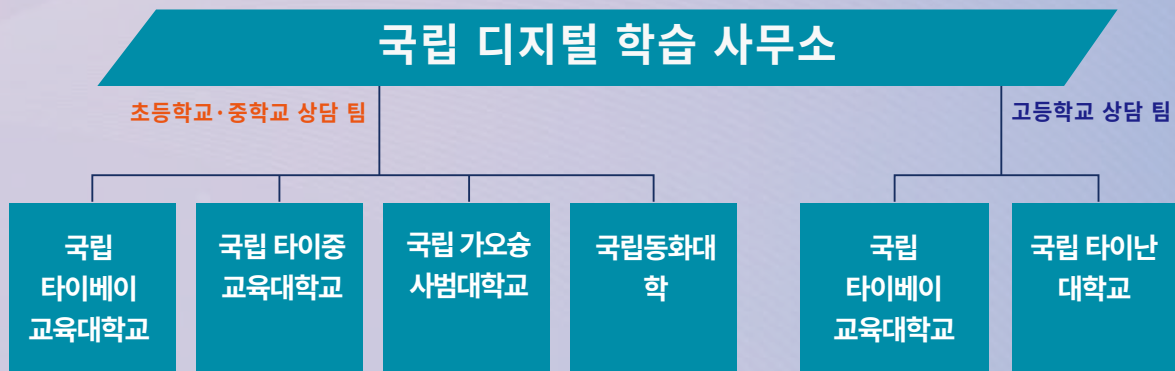 국립 디지털 학습 사무소
초등학교·중학교 상담 팀
고등학교 상담 팀
국립
타이베이
교육대학교
국립 타이중
교육대학교
국립 가오슝
사범대학교
국립동화대
학
국립
타이베이
교육대학교
국립 타이난
대학교